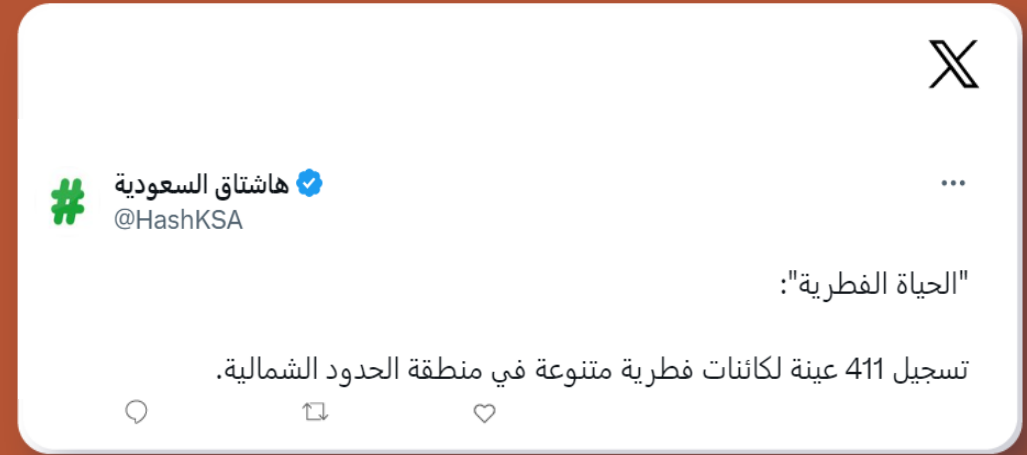 هاشتاق السعودية
@HashKSA
"الحياة الفطرية":
تسجيل 411 عينة لكائنات فطرية متنوعة في منطقة الحدود الشمالية.